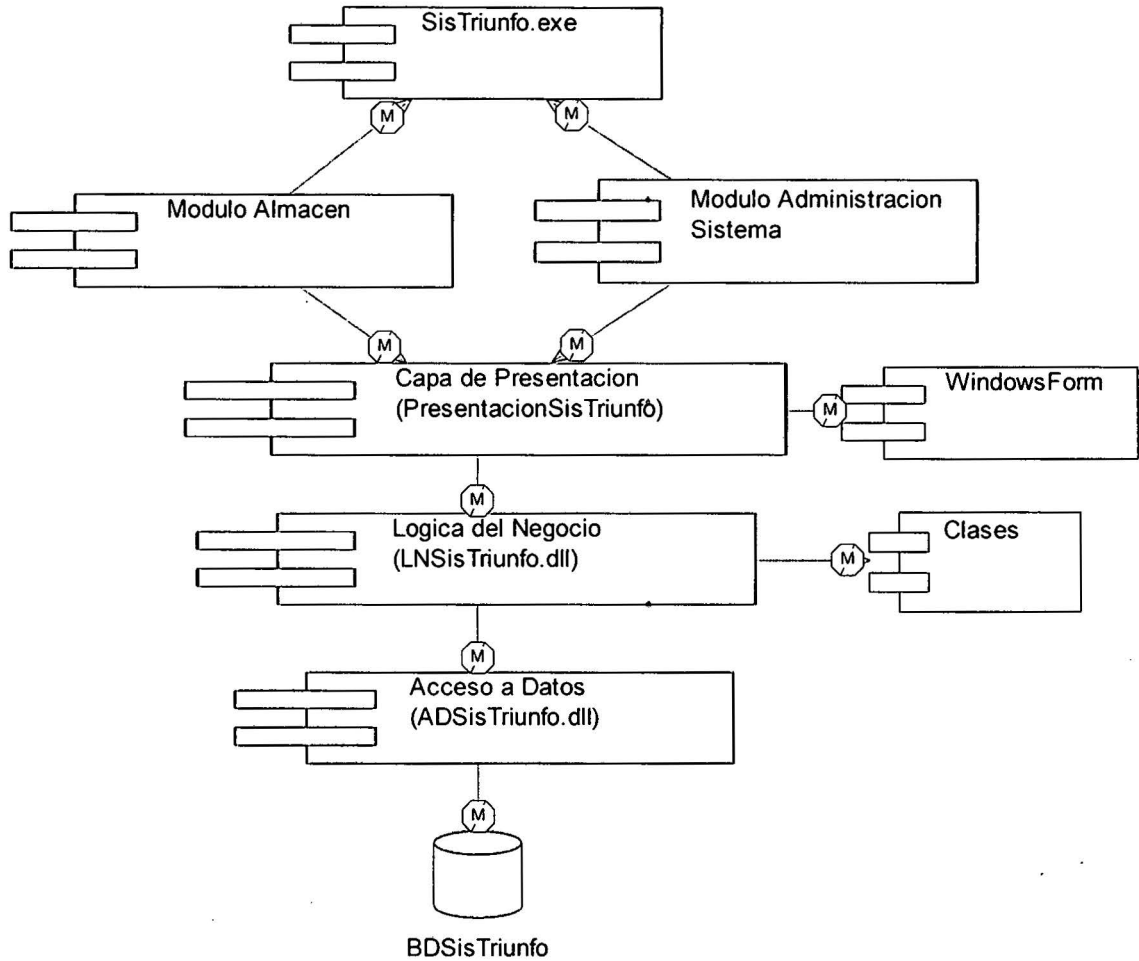 SisTriunfo.exe
M
M
Modulo Almacen
Modulo Administracion
Sistema
M
M
Capa de Presentacion
(PresentacionSisTriunfo)
M
WindowsForm
M
Logica del Negocio
(LNSisTriunfo.dll)
M
Clases
M
Acceso a Datos
(ADSisTriunfo.dll)
M
BDSisTriunfo